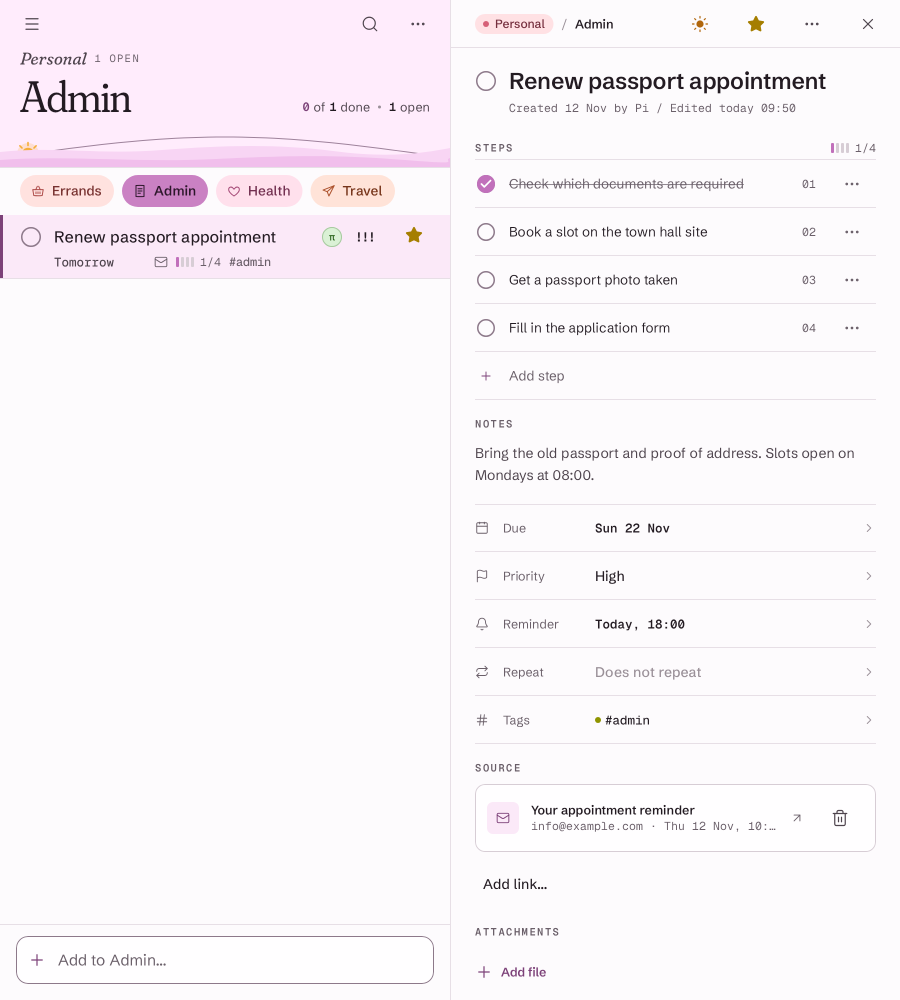 Personal 1 OPEN
Admin
0 of 1 done • 1 open
Errands
Admin
Health
Travel
Renew passport appointment π !!!
Tomorrow 1/4 #admin
+ Add to Admin...
Personal / Admin
Renew passport appointment
Created 12 Nov by Pi / Edited today 09:50
STEPS 1/4
Check which documents are required 01
Book a slot on the town hall site 02
Get a passport photo taken 03
Fill in the application form 04
+ Add step
NOTES
Bring the old passport and proof of address. Slots open on
Mondays at 08:00.
Due Sun 22 Nov
Priority High
Reminder Today, 18:00
Repeat Does not repeat
Tags #admin
SOURCE
Your appointment reminder
info@example.com · Thu 12 Nov, 10:…
Add link...
ATTACHMENTS
+ Add file